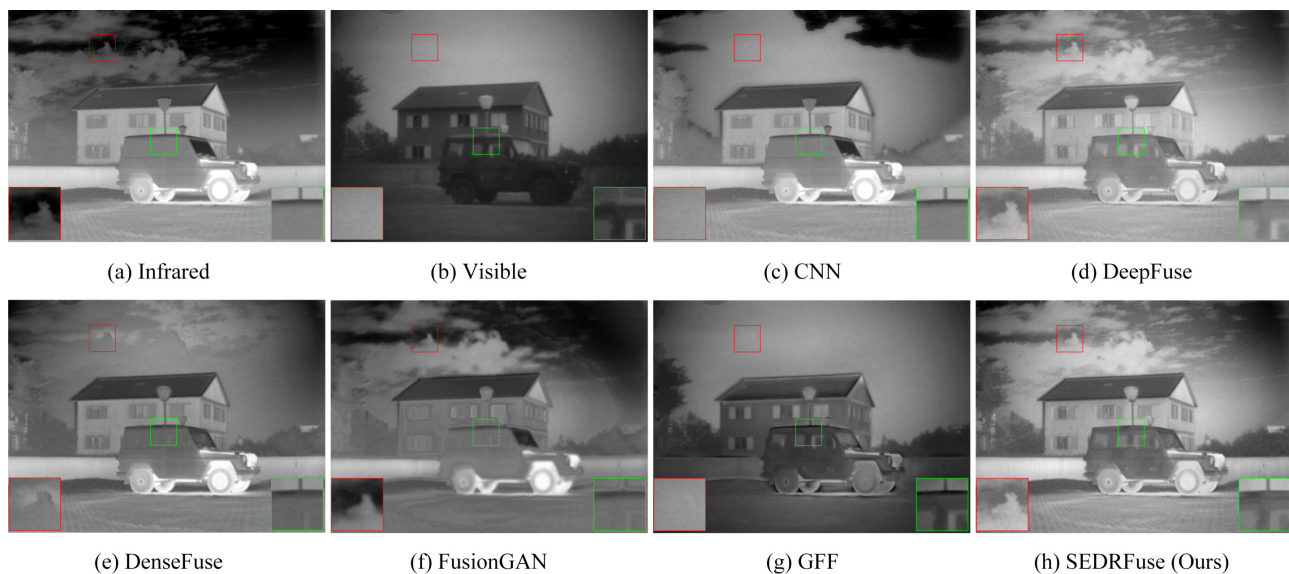 (a) Infrared
(b) Visible
(c) CNN
(d) DeepFuse
(e) DenseFuse
(f) FusionGAN
(g) GFF
(h) SEDRFuse (Ours)